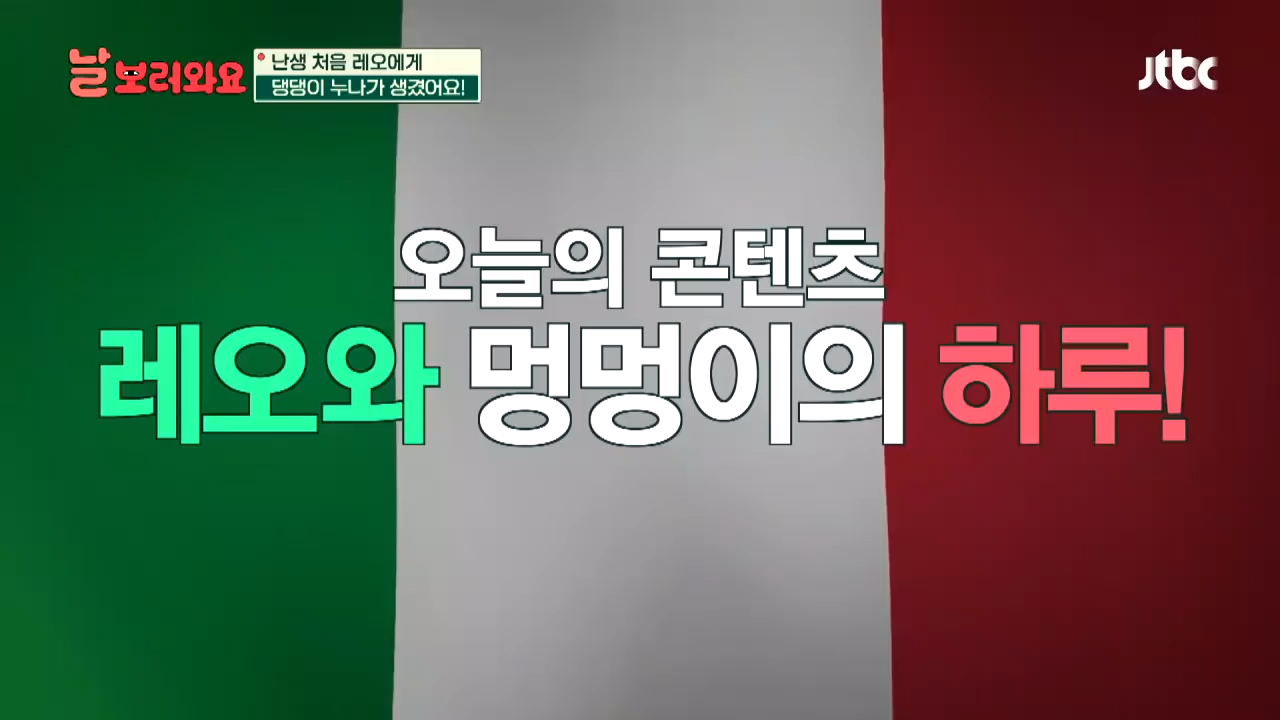 날 보러와요
난생 처음 레오에게
댕댕이 누나가 생겼어요!
jtbc
오늘의 콘텐츠
레오와 멍멍이의 하루!